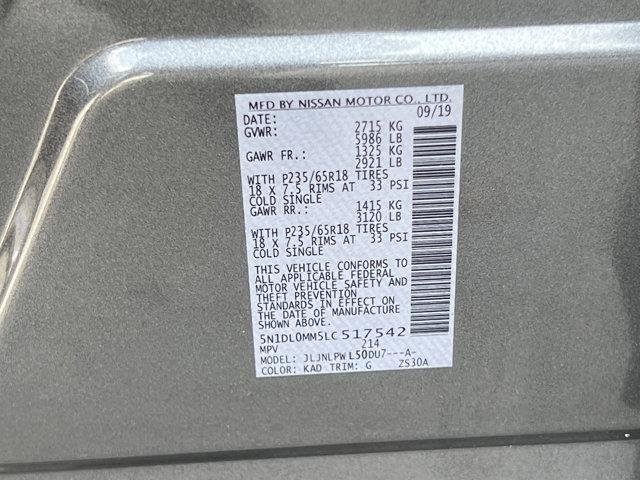 MFD BY NISSAN MOTOR CO., LTD.
DATE: 09/19
GVWR: 2715 KG
5986 LB
GAWR FR.: 1325 KG
2921 LB
WITH P235/65R18 TIRES
18 X 7.5 RIMS AT 33 PSI
COLD SINGLE
GAWR RR.: 1415 KG
3120 LB
WITH P235/65R18 TIRES
18 X 7.5 RIMS AT 33 PSI
COLD SINGLE
THIS VEHICLE CONFORMS TO
ALL APPLICABLE FEDERAL
MOTOR VEHICLE SAFETY AND
THEFT PREVENTION
STANDARDS IN EFFECT ON
THE DATE OF MANUFACTURE
SHOWN ABOVE.
5N1DL0MM5LC517542
MPV 214
MODEL: JLJNLPW L50DU7---A-
COLOR: KAD TRIM: G ZS30A